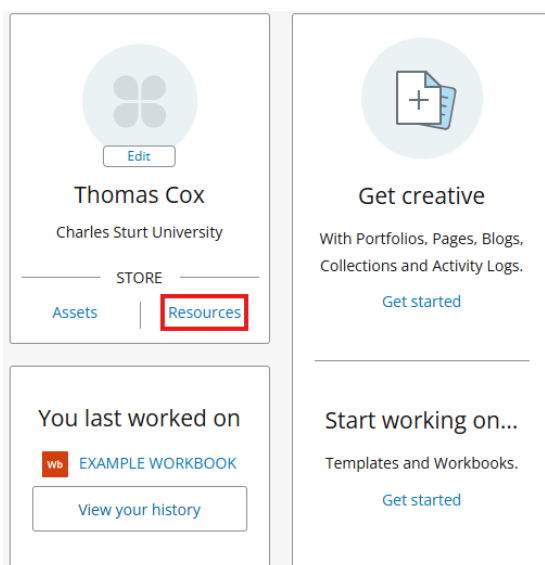 Edit
Thomas Cox
Charles Sturt University
STORE
Assets
Resources
You last worked on
Wb EXAMPLE WORKBOOK
View your history
Get creative
With Portfolios, Pages, Blogs,
Collections and Activity Logs.
Get started
Start working on...
Templates and Workbooks.
Get started